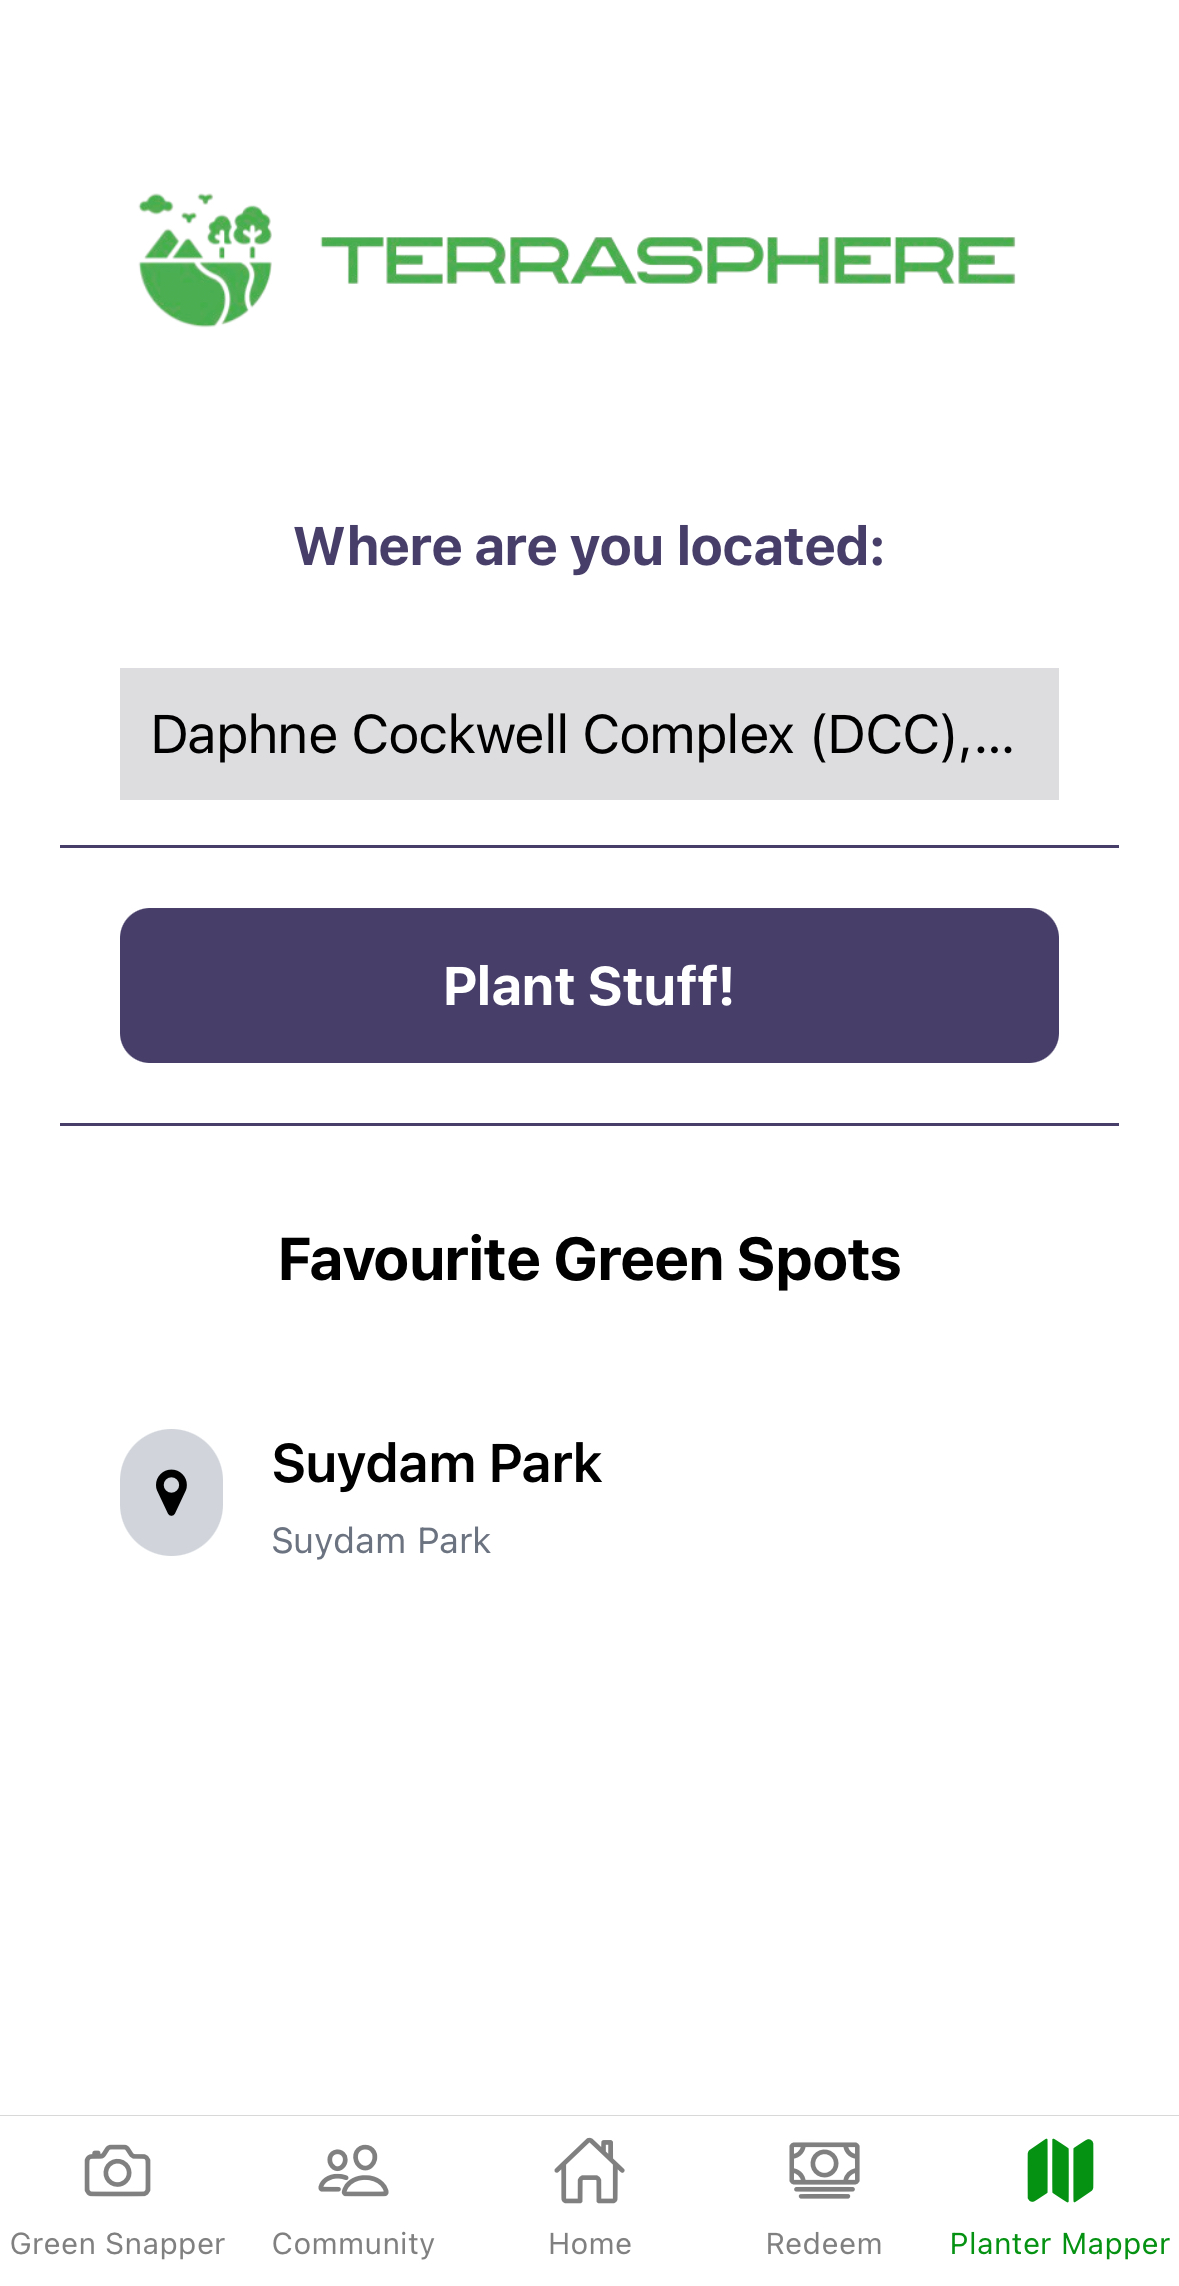 TERRASPHERE
Where are you located:
Daphne Cockwell Complex (DCC),...
Plant Stuff!
Favourite Green Spots
Suydam Park
Suydam Park
Green Snapper
Community
Home
Redeem
Planter Mapper